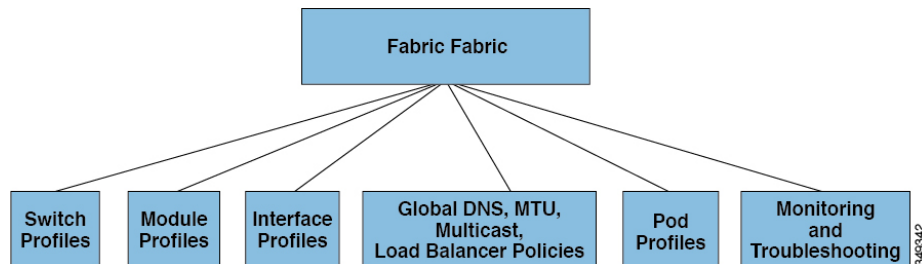 Fabric Fabric
Switch
Profiles
Module
Profiles
Interface
Profiles
Global DNS, MTU,
Multicast,
Load Balancer Policies
Pod
Profiles
Monitoring
and
Troubleshooting